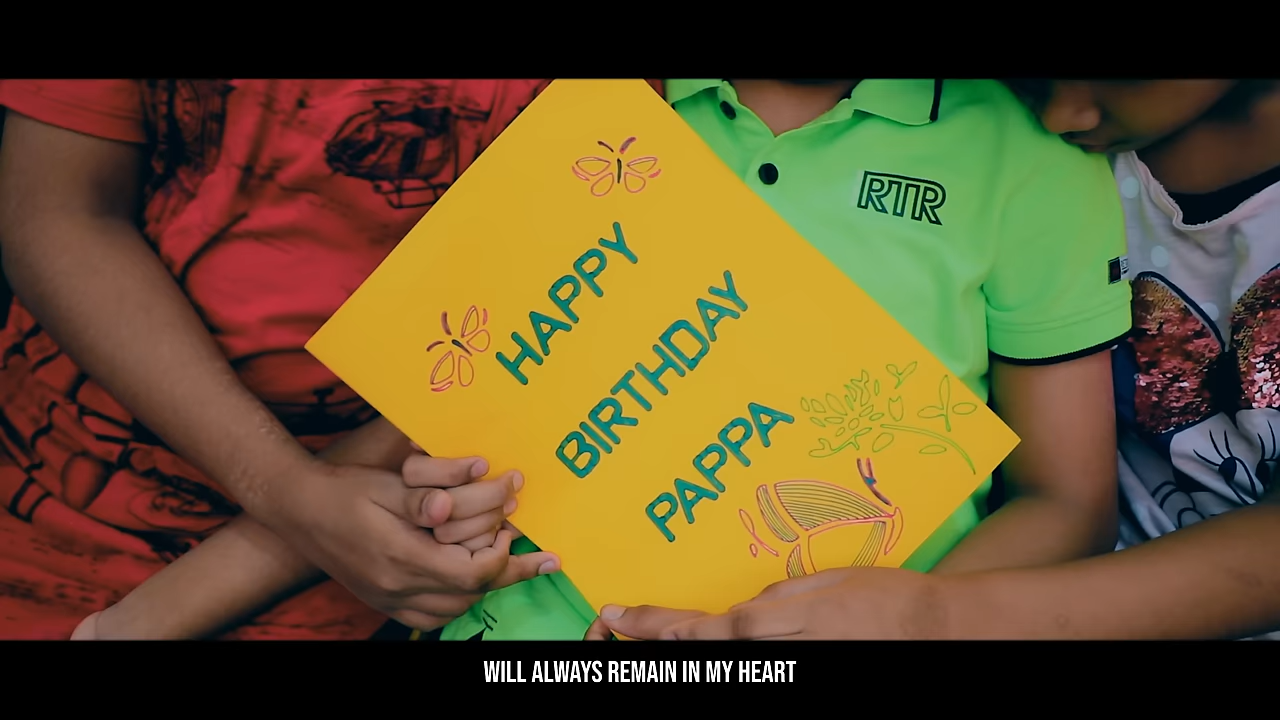 HAPPY
BIRTHDAY
PAPPA
RTR
WILL ALWAYS REMAIN IN MY HEART